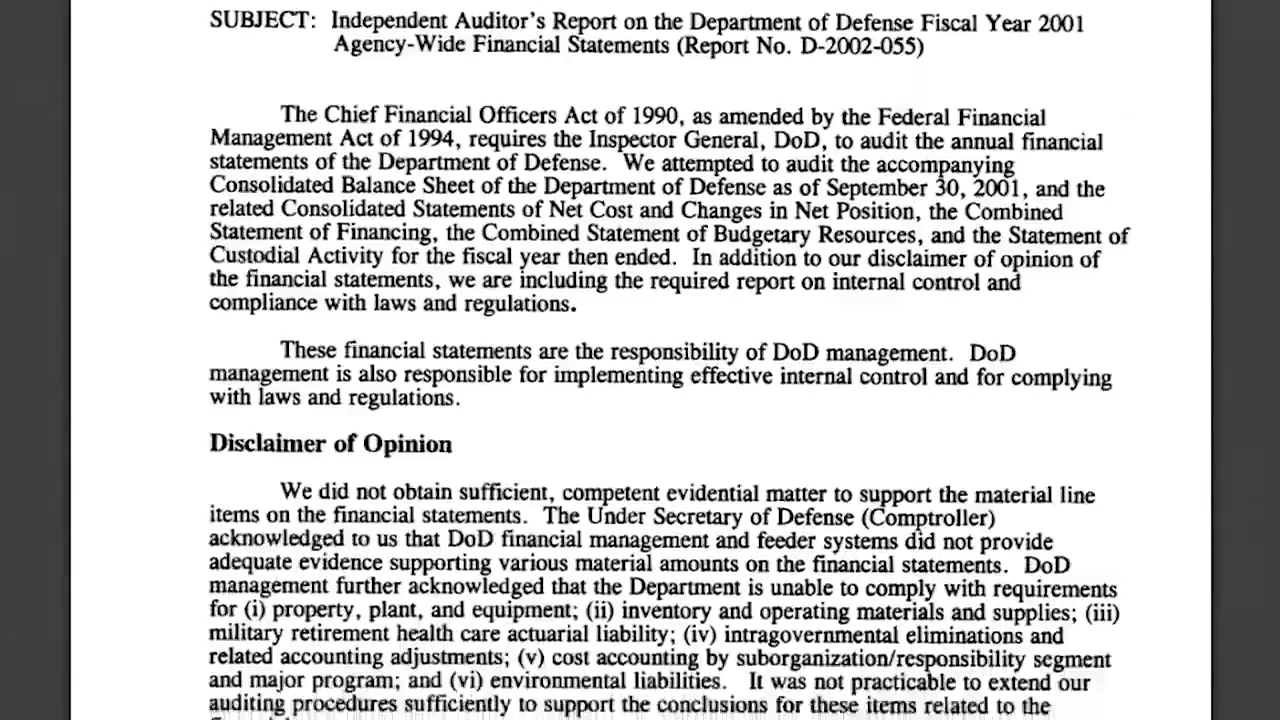 SUBJECT: Independent Auditor's Report on the Department of Defense Fiscal Year 2001
Agency-Wide Financial Statements (Report No. D-2002-055)
The Chief Financial Officers Act of 1990, as amended by the Federal Financial
Management Act of 1994, requires the Inspector General, DoD, to audit the annual financial
statements of the Department of Defense. We attempted to audit the accompanying
Consolidated Balance Sheet of the Department of Defense as of September 30, 2001, and the
related Consolidated Statements of Net Cost and Changes in Net Position, the Combined
Statement of Financing, the Combined Statement of Budgetary Resources, and the Statement of
Custodial Activity for the fiscal year then ended. In addition to our disclaimer of opinion of
the financial statements, we are including the required report on internal control and
compliance with laws and regulations.
These financial statements are the responsibility of DoD management. DoD
management is also responsible for implementing effective internal control and for complying
with laws and regulations.
Disclaimer of Opinion
We did not obtain sufficient, competent evidential matter to support the material line
items on the financial statements. The Under Secretary of Defense (Comptroller)
acknowledged to us that DoD financial management and feeder systems did not provide
adequate evidence supporting various material amounts on the financial statements. DoD
management further acknowledged that the Department is unable to comply with requirements
for (i) property, plant, and equipment; (ii) inventory and operating materials and supplies; (iii)
military retirement health care actuarial liability; (iv) intragovernmental eliminations and
related accounting adjustments; (v) cost accounting by suborganization/responsibility segment
and major program; and (vi) environmental liabilities. It was not practicable to extend our
auditing procedures sufficiently to support the conclusions for these items related to the